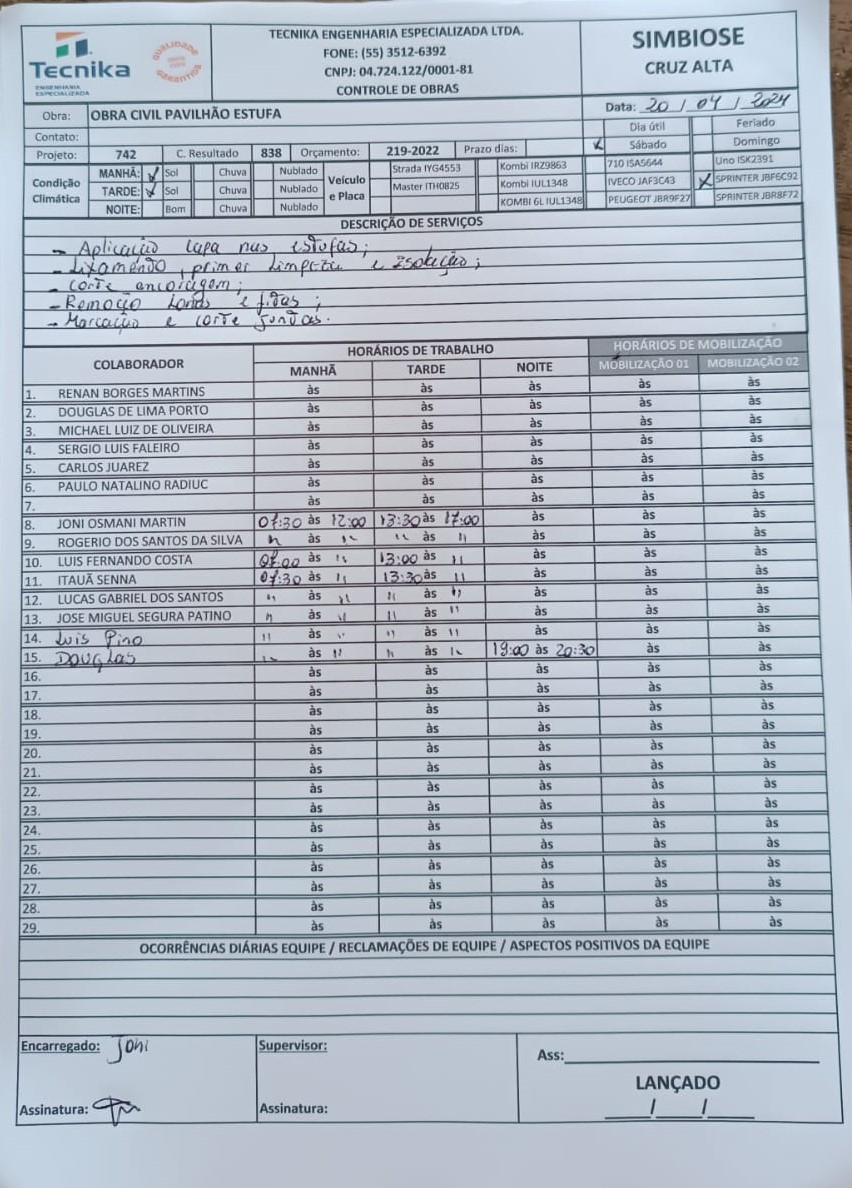 TECNIKA ENGENHARIA ESPECIALIZADA LTDA.
FONE: (55) 3512-6392
CNPJ: 04.724.122/0001-81
CONTROLE DE OBRAS
Tecnika
ENGENHARIA
ESPECIALIZADA
QUALIDADE
GARANTIDA
SIMBIOSE
CRUZ ALTA
Obra: OBRA CIVIL PAVILHÃO ESTUFA
Data: 20 / 04 / 2024
Contato:
Dia útil Feriado
Sábado Domingo
Projeto: 742 C. Resultado 838 Orçamento: 219-2022 Prazo dias:
Condição Climática
MANHÃ: Sol Chuva Nublado
TARDE: Sol Chuva Nublado
NOITE: Bom Chuva Nublado
Veículo e Placa
Strada IYG4553 Kombi IRZ9863 710 ISA5644 Uno ISK2391
Master ITH0825 Kombi IUL1348 IVECO JAF3C43 SPRINTER JBF6C92
KOMBI 6L IUL1348 PEUGEOT JBR9F27 SPRINTER JBR8F72
DESCRIÇÃO DE SERVIÇOS
- Aplicação capa nas estufas;
- Lixamendo, primer limpeza e Isolação;
- corte ancoragem;
- Remoção Lonas e fitas;
- Marcação e corte Juntas.
COLABORADOR HORÁRIOS DE TRABALHO HORÁRIOS DE MOBILIZAÇÃO
MANHÃ TARDE NOITE MOBILIZAÇÃO 01 MOBILIZAÇÃO 02
1. RENAN BORGES MARTINS às às às às às
2. DOUGLAS DE LIMA PORTO às às às às às
3. MICHAEL LUIZ DE OLIVEIRA às às às às às
4. SERGIO LUIS FALEIRO às às às às às
5. CARLOS JUAREZ às às às às às
6. PAULO NATALINO RADIUC às às às às às
7. às às às às às
8. JONI OSMANI MARTIN 07:30 às 12:00 13:30 às 17:00 às às às
9. ROGERIO DOS SANTOS DA SILVA " às " " às " às às às
10. LUIS FERNANDO COSTA 07:00 às " 13:00 às " às às às
11. ITAUÃ SENNA 07:30 às " 13:30 às " às às às
12. LUCAS GABRIEL DOS SANTOS " às " " às " às às às
13. JOSE MIGUEL SEGURA PATINO " às " " às " às às às
14. Luis Pino " às " " às " às às às
15. DOUGLAS " às " " às " 19:00 às 20:30 às às
16. às às às às às
17. às às às às às
18. às às às às às
19. às às às às às
20. às às às às às
21. às às às às às
22. às às às às às
23. às às às às às
24. às às às às às
25. às às às às às
26. às às às às às
27. às às às às às
28. às às às às às
29. às às às às às
OCORRÊNCIAS DIÁRIAS EQUIPE / RECLAMAÇÕES DE EQUIPE / ASPECTOS POSITIVOS DA EQUIPE
Encarregado: Joni
Assinatura:
Supervisor:
Assinatura:
Ass:
LANÇADO
/ /